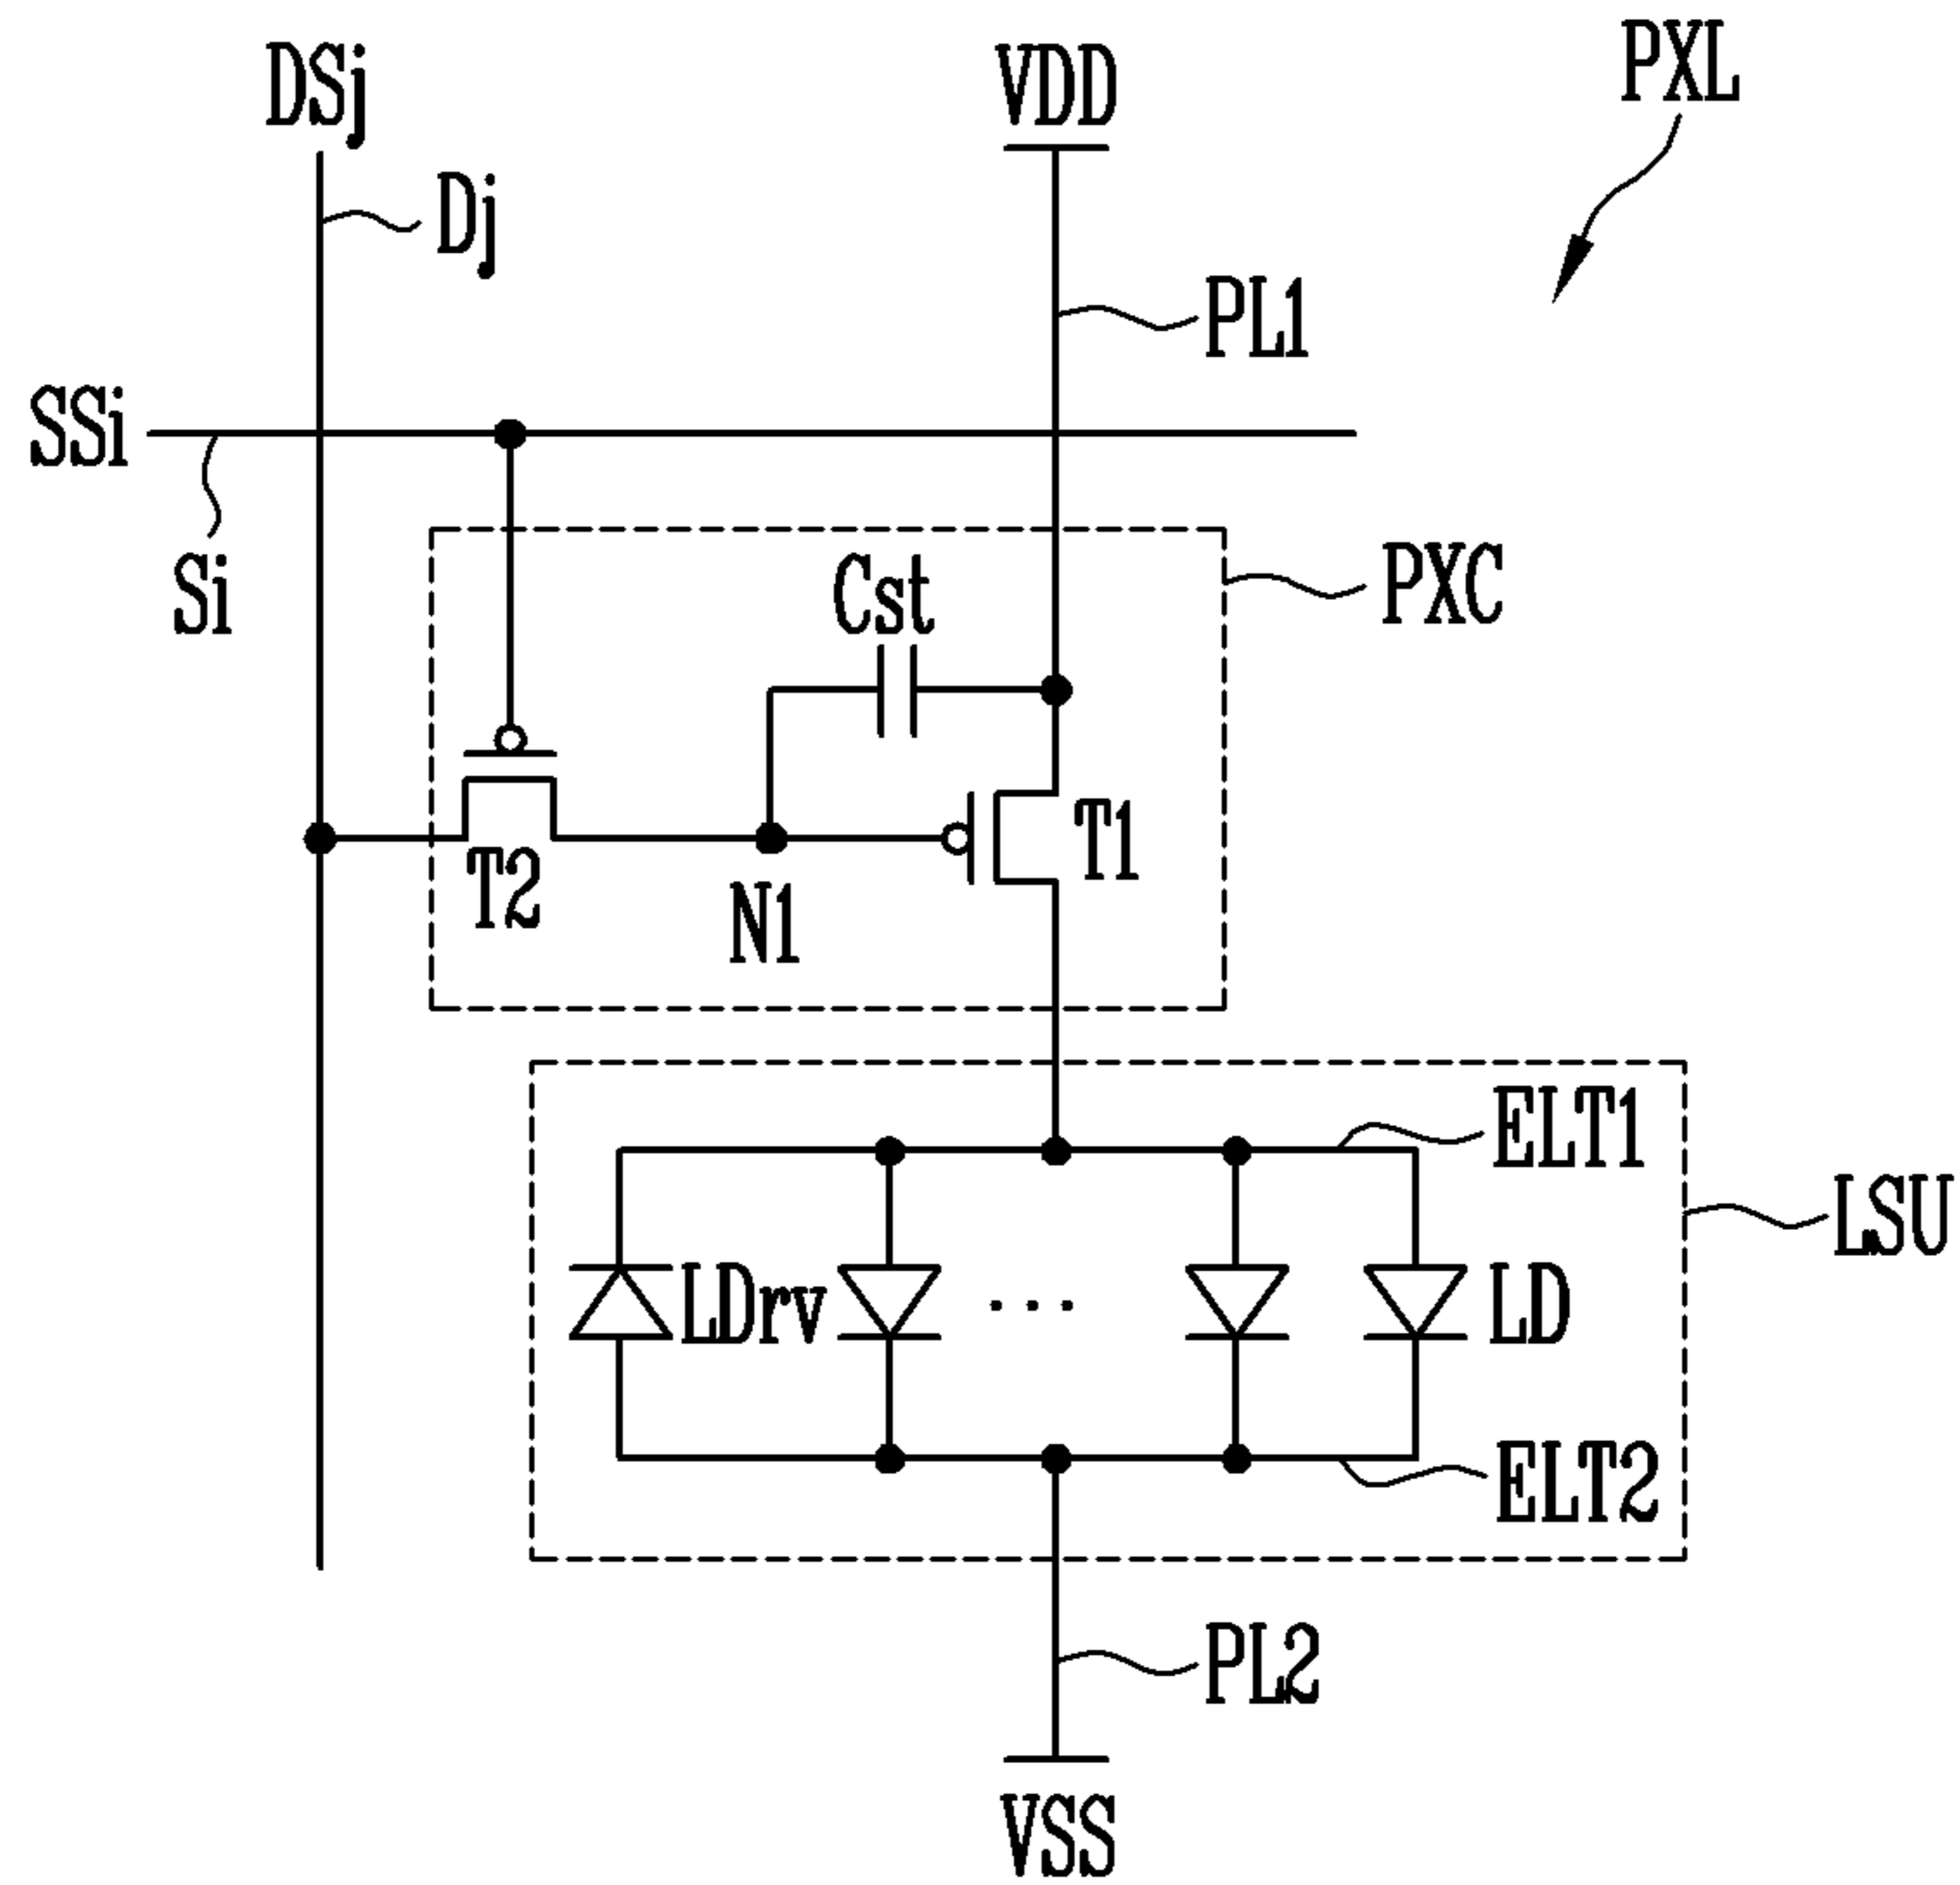 DSj
VDD
PXL
Dj
PL1
SSi
Si
Cst
PXC
T1
T2
N1
ELT1
LSU
LDrv
...
LD
ELT2
PL2
VSS